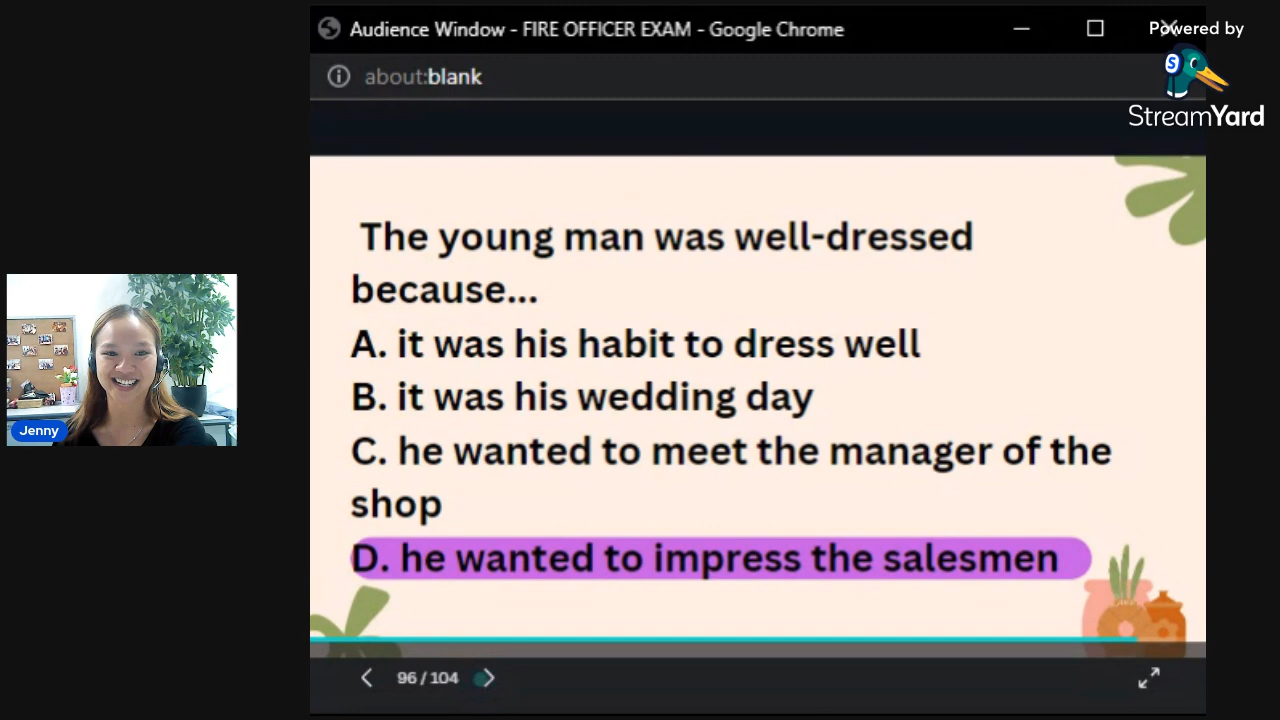 Audience Window - FIRE OFFICER EXAM - Google Chrome
Powered by
about:blank
StreamYard
The young man was well-dressed
because...
A. it was his habit to dress well
B. it was his wedding day
C. he wanted to meet the manager of the
shop
D. he wanted to impress the salesmen
Jenny
96 / 104